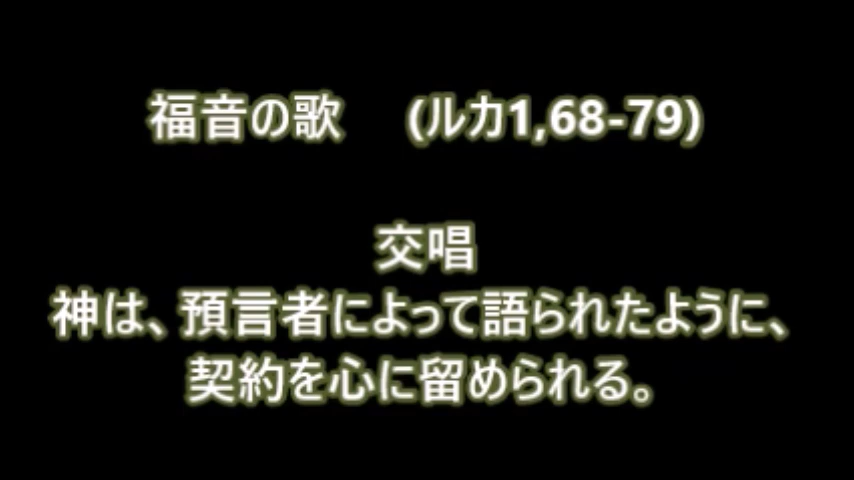 福音の歌　(ルカ1,68-79)
交唱
神は、預言者によって語られたように、
契約を心に留められる。